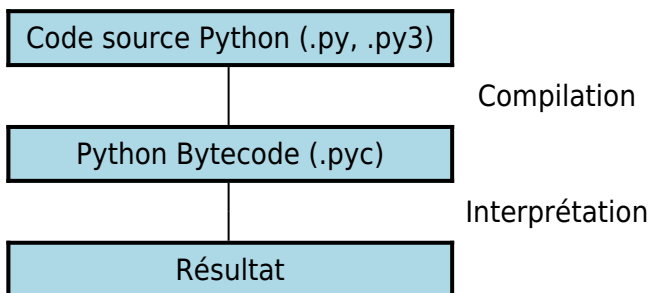 Code source Python (.py, .py3)
Compilation
Python Bytecode (.pyc)
Interprétation
Résultat